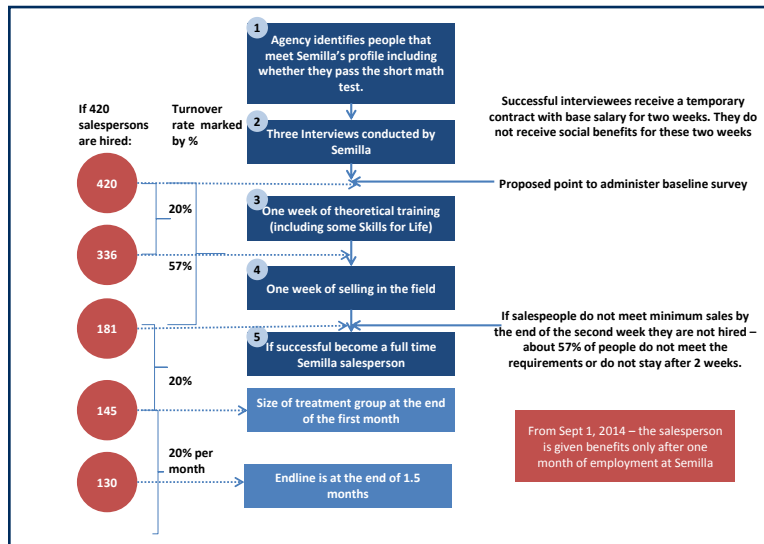 1
Agency identifies people that
meet Semilla's profile including
whether they pass the short math
test.
If 420
salespersons
are hired:
Turnover
rate marked
by %
2
Three Interviews conducted by
Semilla
Successful interviewees receive a temporary
contract with base salary for two weeks. They do
not receive social benefits for these two weeks
420
Proposed point to administer baseline survey
20%
3
One week of theoretical training
(including some Skills for Life)
336
57%
4
One week of selling in the field
181
If salespeople do not meet minimum sales by
the end of the second week they are not hired –
about 57% of people do not meet the
requirements or do not stay after 2 weeks.
5
If successful become a full time
Semilla salesperson
20%
145
Size of treatment group at the end
of the first month
From Sept 1, 2014 – the salesperson
is given benefits only after one
month of employment at Semilla
20% per
month
130
Endline is at the end of 1.5
months